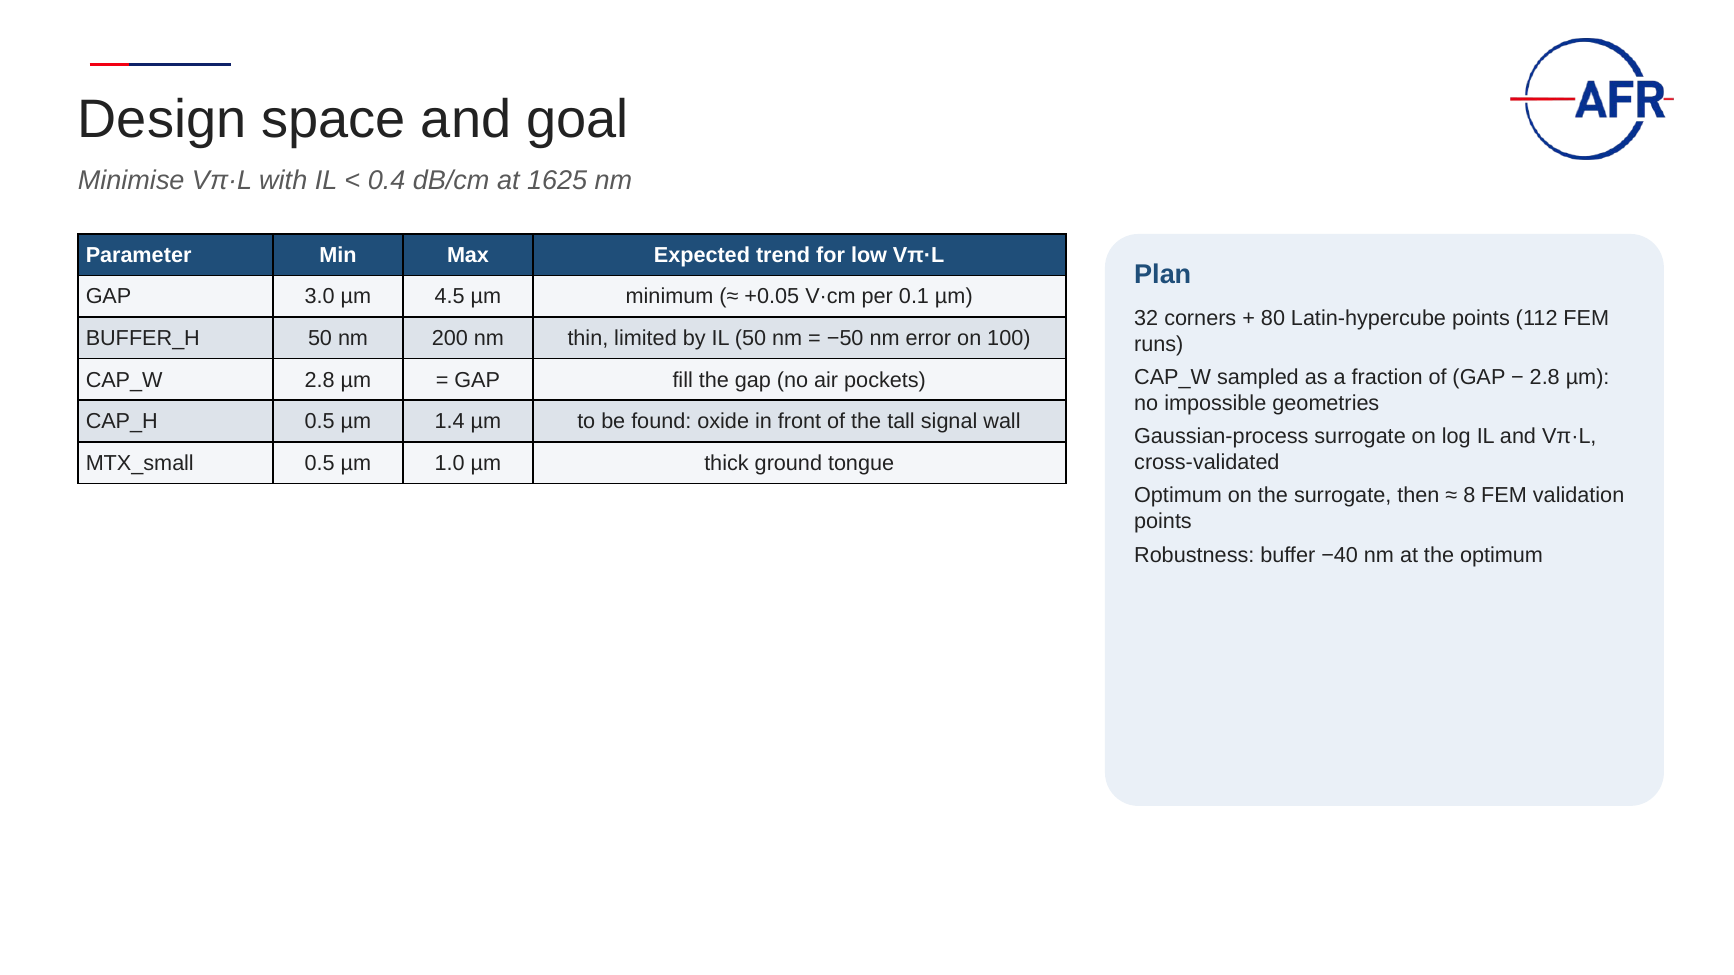 AFR
Design space and goal
Minimise Vπ·L with IL < 0.4 dB/cm at 1625 nm
Parameter Min Max Expected trend for low Vπ·L
GAP 3.0 µm 4.5 µm minimum (≈ +0.05 V·cm per 0.1 µm)
BUFFER_H 50 nm 200 nm thin, limited by IL (50 nm = −50 nm error on 100)
CAP_W 2.8 µm = GAP fill the gap (no air pockets)
CAP_H 0.5 µm 1.4 µm to be found: oxide in front of the tall signal wall
MTX_small 0.5 µm 1.0 µm thick ground tongue
Plan
32 corners + 80 Latin-hypercube points (112 FEM
runs)
CAP_W sampled as a fraction of (GAP − 2.8 µm):
no impossible geometries
Gaussian-process surrogate on log IL and Vπ·L,
cross-validated
Optimum on the surrogate, then ≈ 8 FEM validation
points
Robustness: buffer −40 nm at the optimum